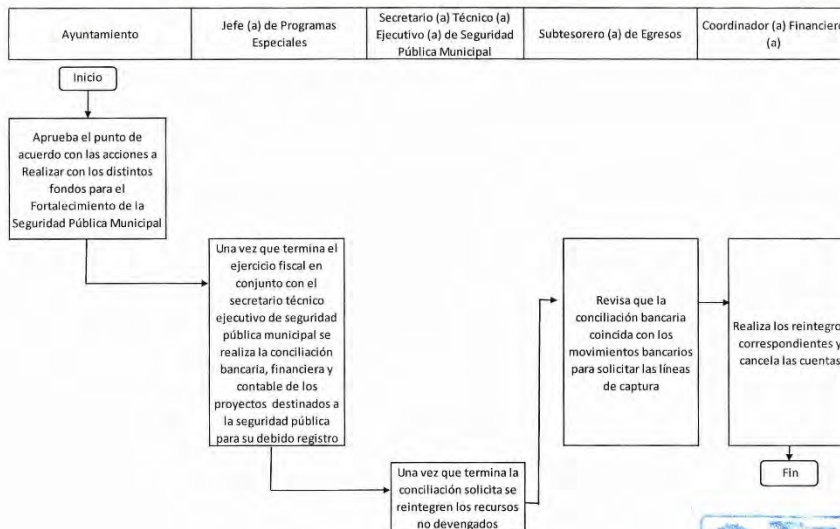 Ayuntamiento
Jefe (a) de Programas
Especiales
Secretario (a) Técnico (a)
Ejecutivo (a) de Seguridad
Pública Municipal
Subtesorero (a) de Egresos
Coordinador (a) Financiero
(a)
Inicio
Aprueba el punto de
acuerdo con las acciones a
Realizar con los distintos
fondos para el
Fortalecimiento de la
Seguridad Pública Municipal
Una vez que termina el
ejercicio fiscal en
conjunto con el
secretario técnico
ejecutivo de seguridad
pública municipal se
realiza la conciliación
bancaria, financiera y
contable de los
proyectos destinados a
la seguridad pública
para su debido registro
Una vez que termina la
conciliación solicita se
reintegren los recursos
no devengados
Revisa que la
conciliación bancaria
coincida con los
movimientos bancarios
para solicitar las líneas
de captura
Realiza los reintegros
correspondientes y
cancela las cuentas
Fin